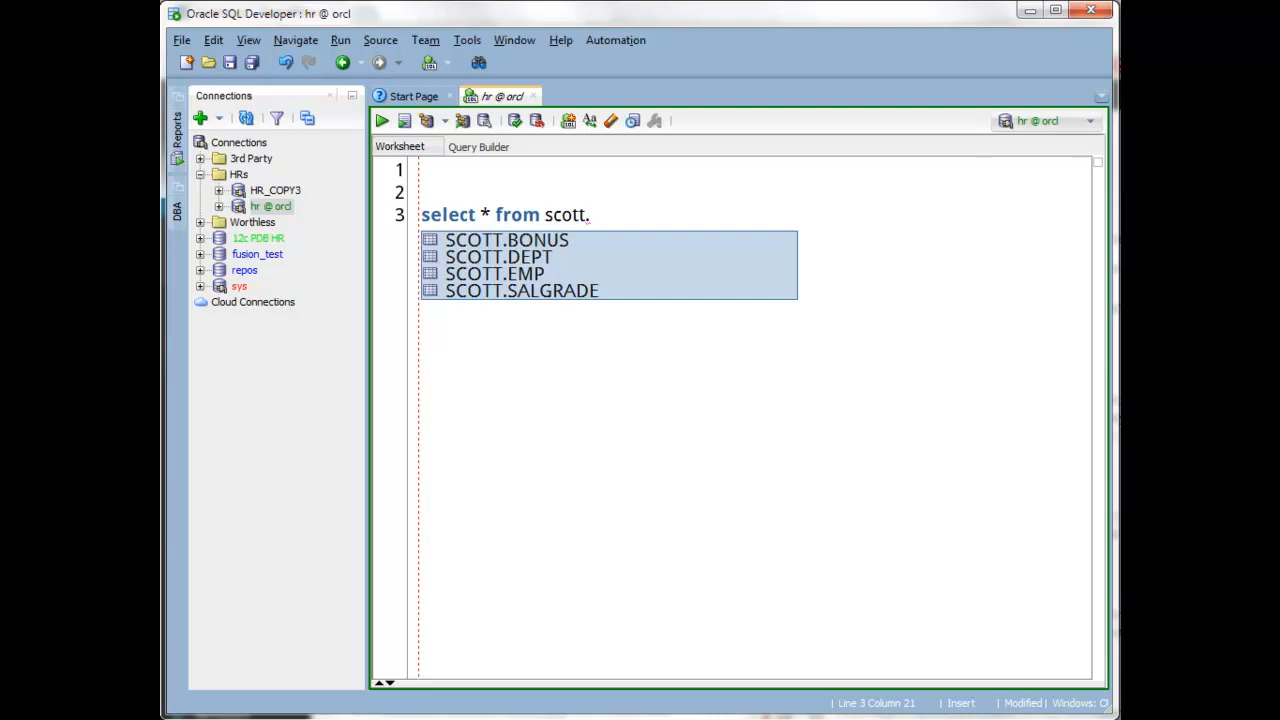 Oracle SQL Developer : hr @ orcl
File Edit View Navigate Run Source Team Tools Window Help Automation
Reports
DBA
Connections
Connections
3rd Party
HRs
HR_COPY3
hr @ orcl
Worthless
12c PDB HR
fusion_test
repos
sys
Cloud Connections
Start Page hr @ orcl
hr @ orcl
Worksheet Query Builder
1
2
3 select * from scott.
SCOTT.BONUS
SCOTT.DEPT
SCOTT.EMP
SCOTT.SALGRADE
Line 3 Column 21 Insert Modified Windows: